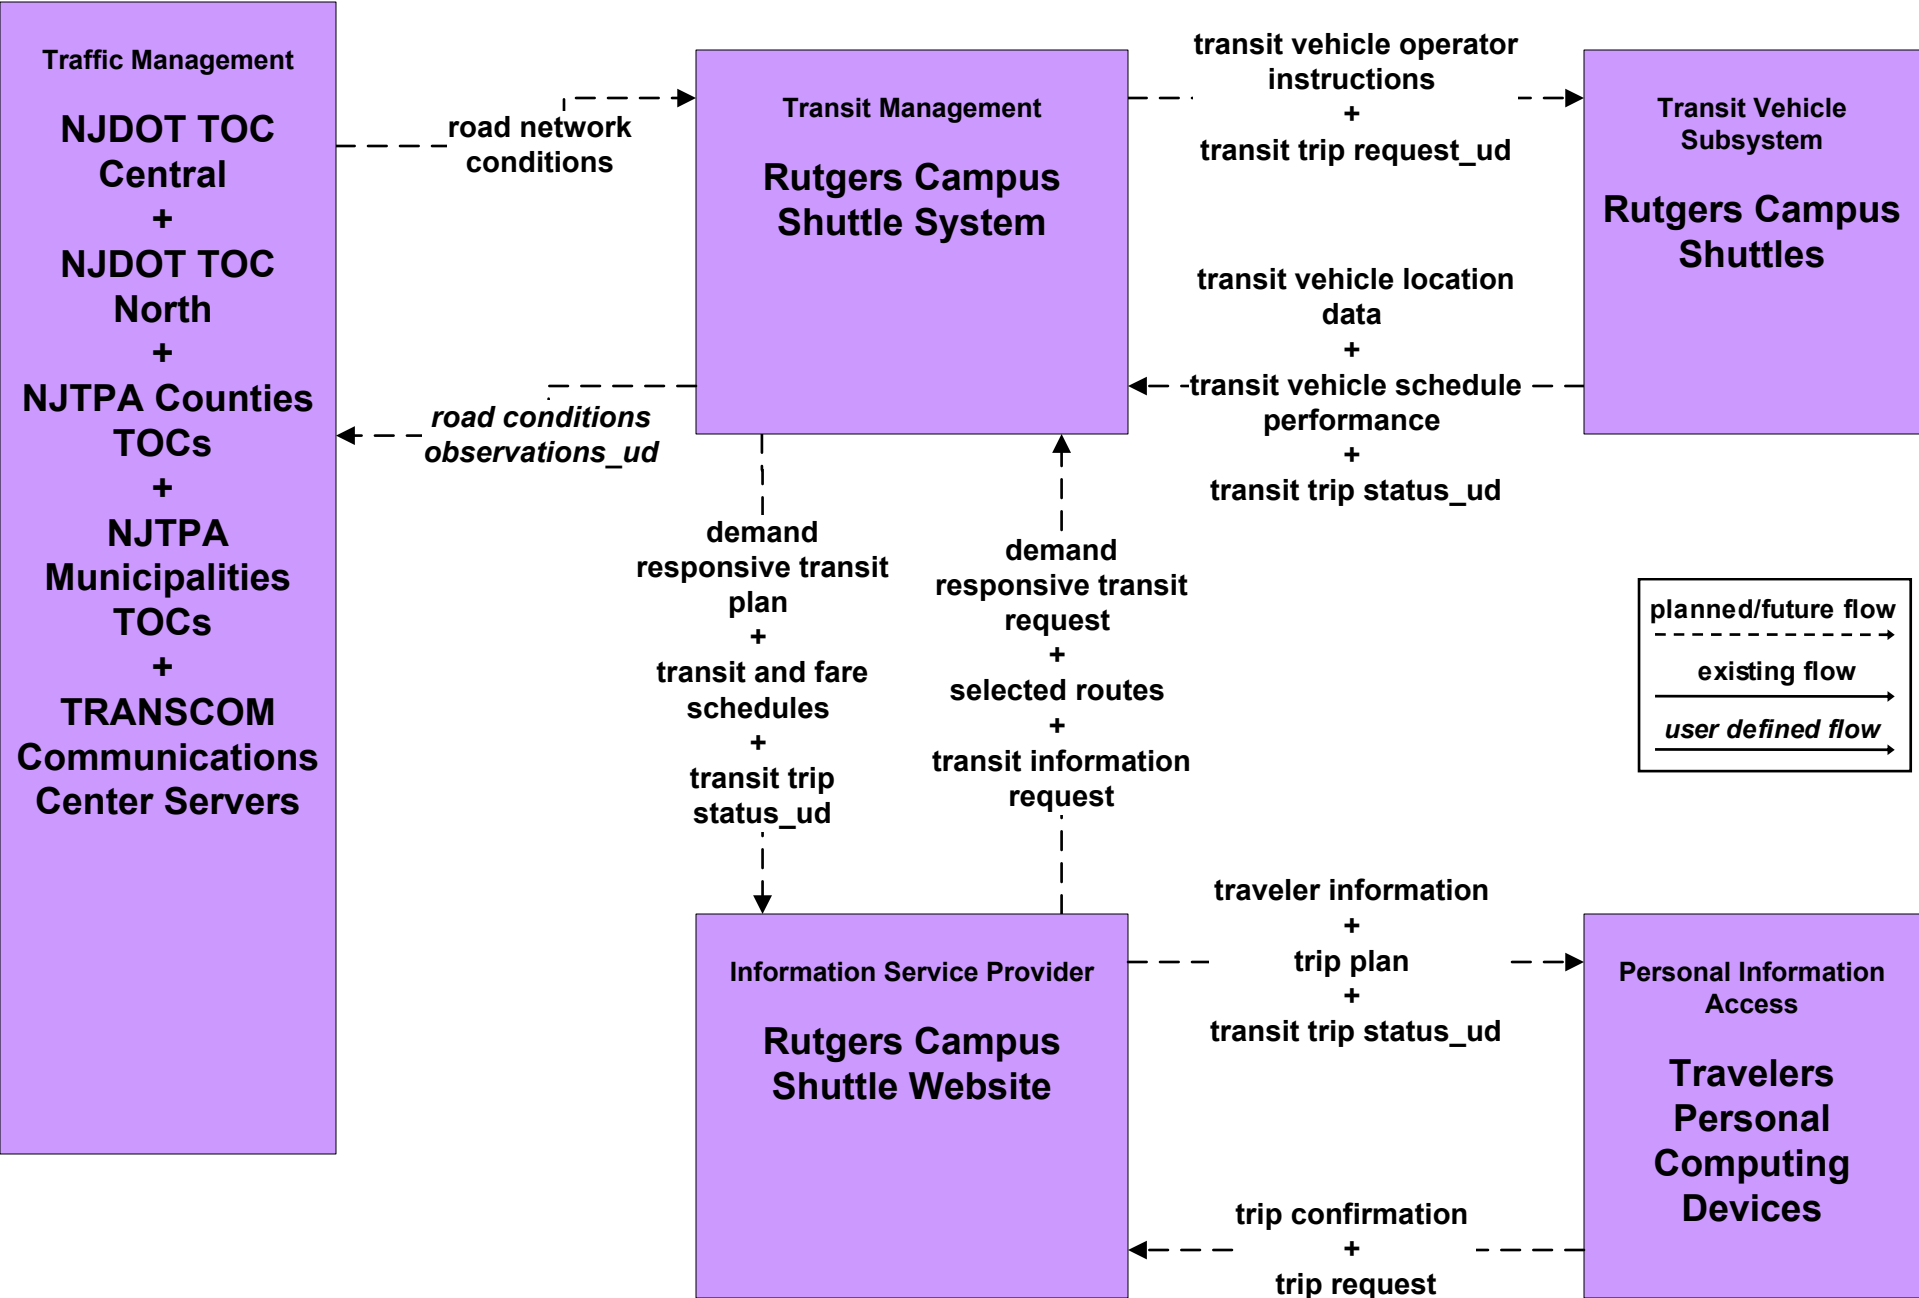 Traffic Management
NJDOT TOC
Central
+
NJDOT TOC
North
+
NJTPA Counties
TOCs
+
NJTPA
Municipalities
TOCs
+
TRANSCOM
Communications
Center Servers
road network
conditions
road conditions
observations_ud
Transit Management
Rutgers Campus
Shuttle System
transit vehicle operator
instructions
+
transit trip request_ud
transit vehicle location
data
+
transit vehicle schedule
performance
+
transit trip status_ud
Transit Vehicle
Subsystem
Rutgers Campus
Shuttles
demand
responsive transit
plan
+
transit and fare
schedules
+
transit trip
status_ud
demand
responsive transit
request
+
selected routes
+
transit information
request
planned/future flow
existing flow
user defined flow
Information Service Provider
Rutgers Campus
Shuttle Website
traveler information
+
trip plan
+
transit trip status_ud
trip confirmation
+
trip request
Personal Information
Access
Travelers
Personal
Computing
Devices